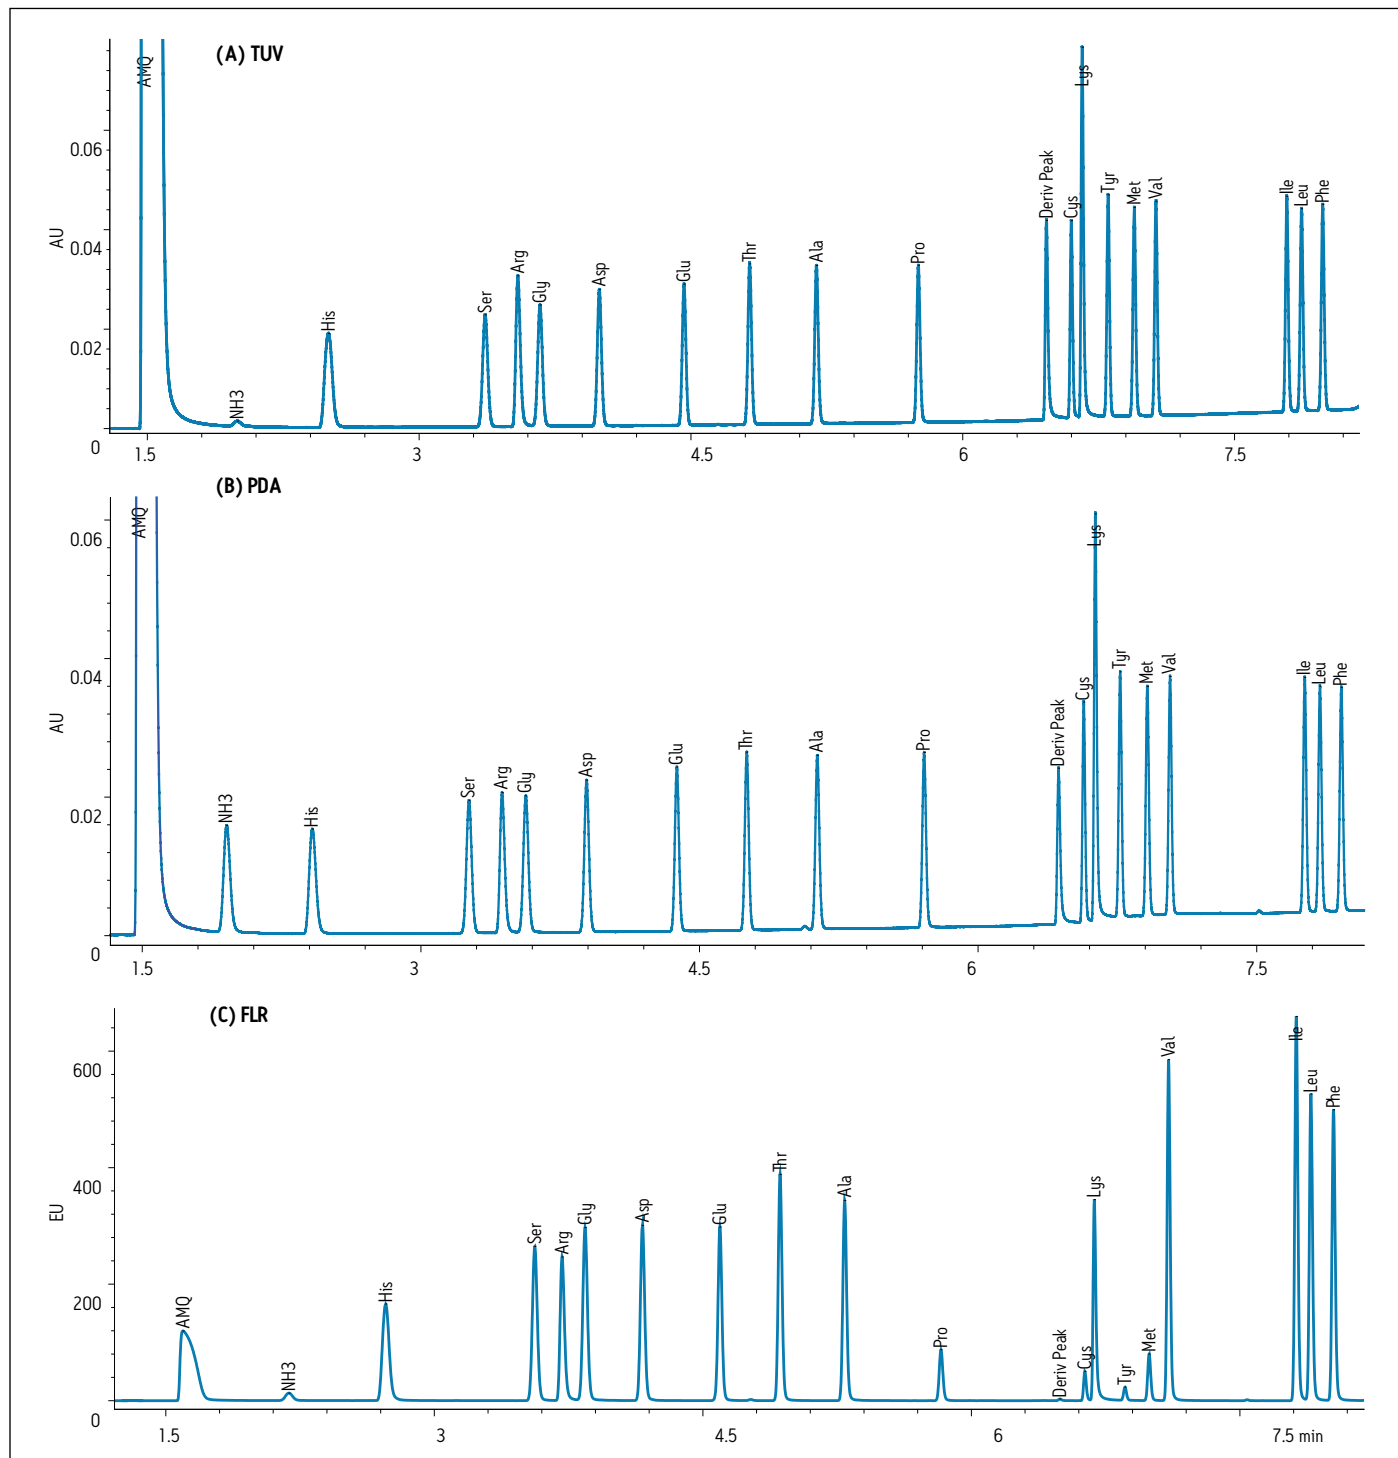 (A) TUV
AMQ
NH3
His
Ser
Arg
Gly
Asp
Glu
Thr
Ala
Pro
Deriv Peak
Cys
Lys
Tyr
Met
Val
Ile
Leu
Phe
AU
0.06
0.04
0.02
0
1.5 3 4.5 6 7.5
(B) PDA
AMQ
NH3
His
Ser
Arg
Gly
Asp
Glu
Thr
Ala
Pro
Deriv Peak
Cys
Lys
Tyr
Met
Val
Ile
Leu
Phe
AU
0.06
0.04
0.02
0
1.5 3 4.5 6 7.5
(C) FLR
AMQ
NH3
His
Ser
Arg
Gly
Asp
Glu
Thr
Ala
Pro
Deriv Peak
Cys
Lys
Tyr
Met
Val
Ile
Leu
Phe
EU
600
400
200
0
1.5 3 4.5 6 7.5 min